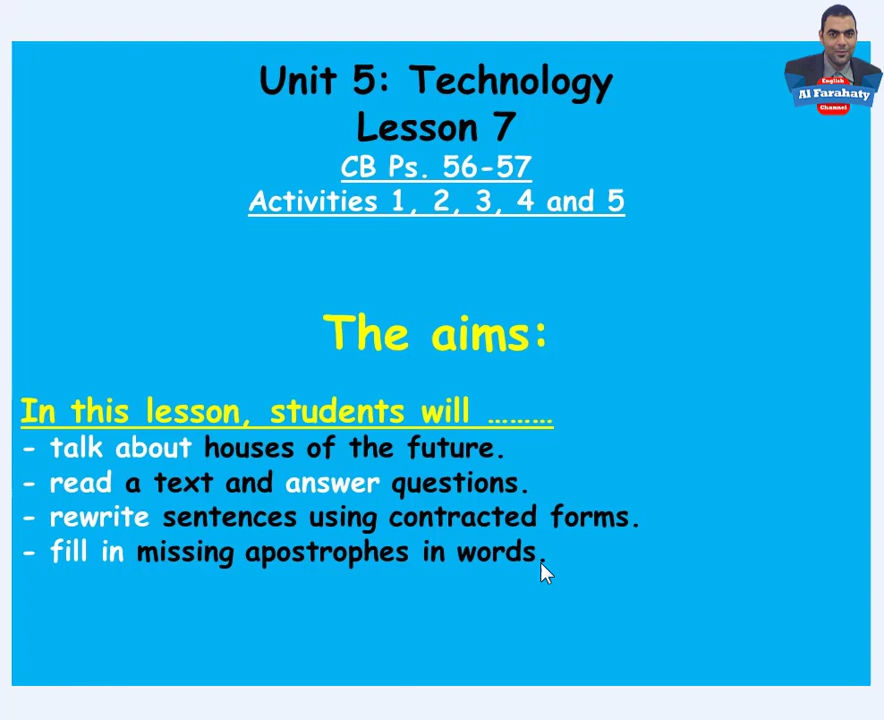 Unit 5: Technology
Lesson 7
CB Ps. 56-57
Activities 1, 2, 3, 4 and 5
English
Al Farahaty
Channel
The aims:
In this lesson, students will .........
- talk about houses of the future.
- read a text and answer questions.
- rewrite sentences using contracted forms.
- fill in missing apostrophes in words.